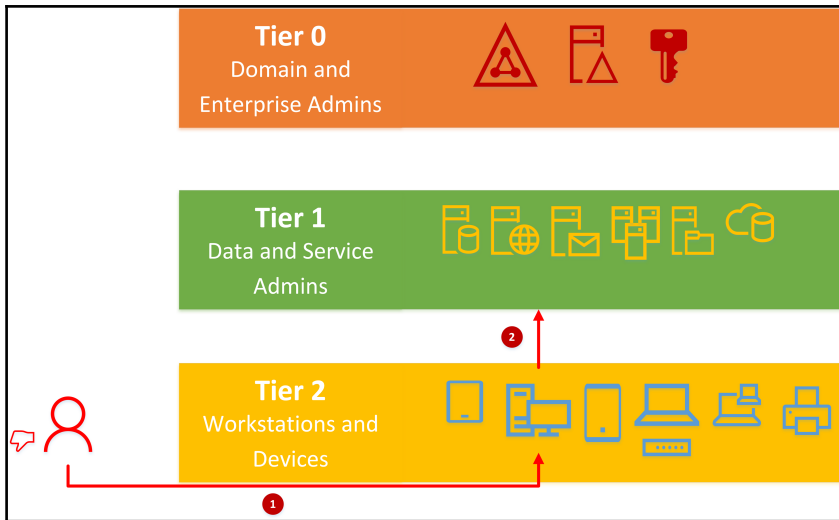 Tier 0
Domain and
Enterprise Admins
Tier 1
Data and Service
Admins
2
Tier 2
Workstations and
Devices
1